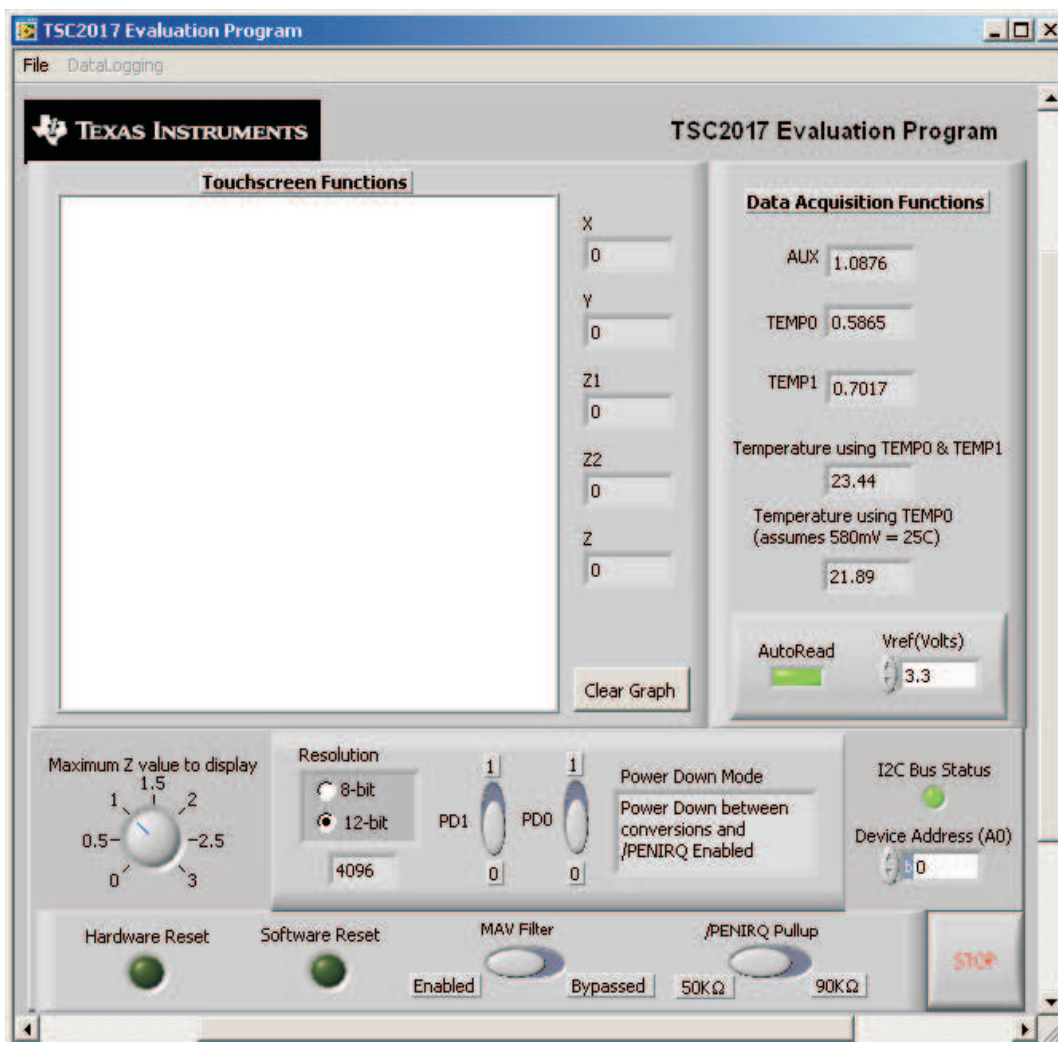 TSC2017 Evaluation Program
File DataLogging
TEXAS INSTRUMENTS
TSC2017 Evaluation Program
Touchscreen Functions
X
0
Y
0
Z1
0
Z2
0
Z
0
Clear Graph
Data Acquisition Functions
AUX 1.0876
TEMP0 0.5865
TEMP1 0.7017
Temperature using TEMP0 & TEMP1
23.44
Temperature using TEMP0
(assumes 580mV = 25C)
21.89
AutoRead
Vref(Volts)
3.3
Maximum Z value to display
0
0.5
1
1.5
2
2.5
3
Resolution
8-bit
12-bit
4096
1
PD1
0
1
PD0
0
Power Down Mode
Power Down between
conversions and
/PENIRQ Enabled
I2C Bus Status
Device Address (A0)
b 0
Hardware Reset
Software Reset
MAV Filter
Enabled
Bypassed
/PENIRQ Pullup
50KΩ
90KΩ
STOP